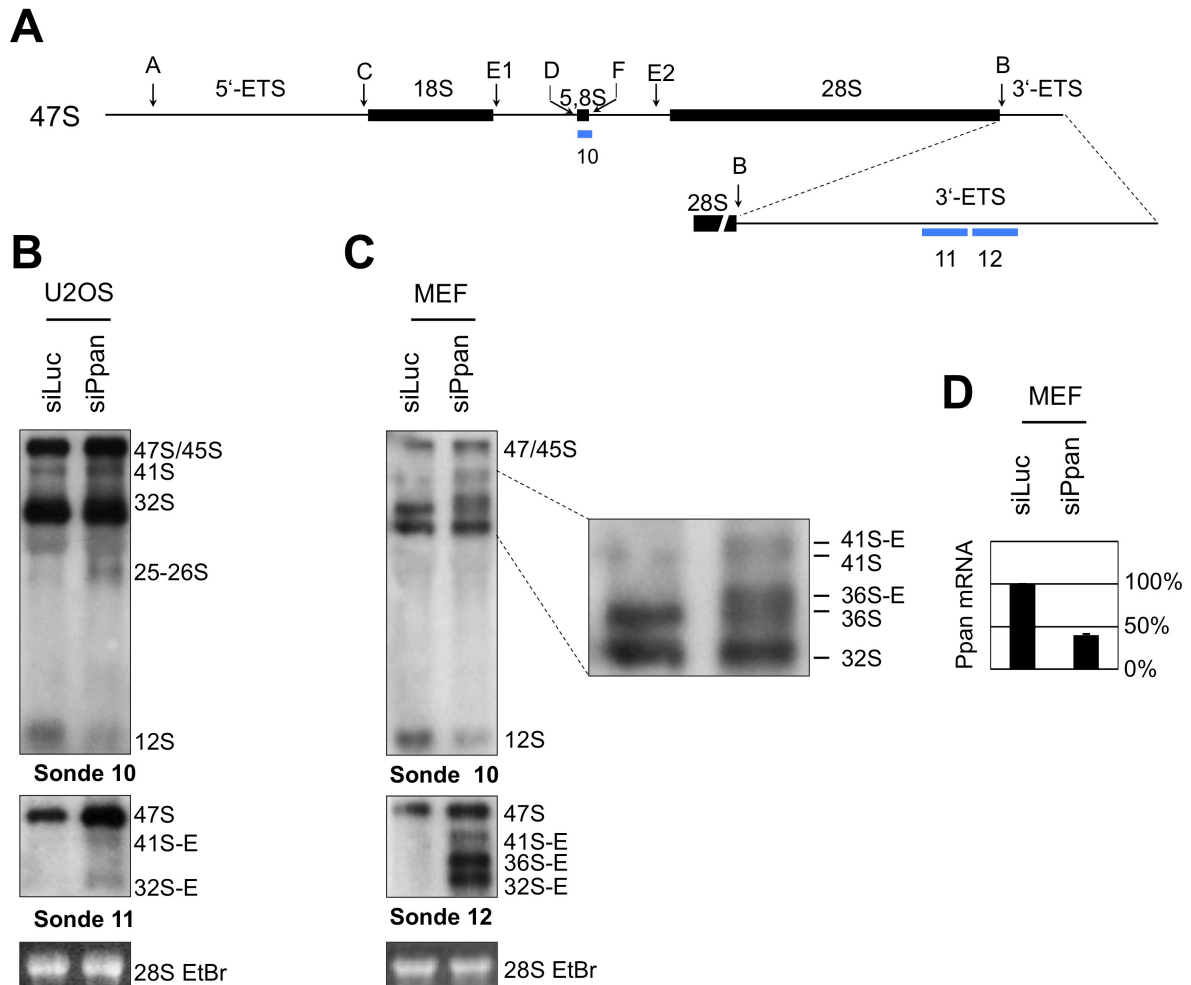 A
47S
A
5‘-ETS
C
18S
E1
D
5,8S
F
E2
28S
B
3‘-ETS
10
28S
B
3‘-ETS
11
12
B
U2OS
siLuc
siPpan
47S/45S
41S
32S
25-26S
12S
Sonde 10
47S
41S-E
32S-E
Sonde 11
28S EtBr
C
MEF
siLuc
siPpan
47/45S
12S
Sonde 10
41S-E
41S
36S-E
36S
32S
47S
41S-E
36S-E
32S-E
Sonde 12
28S EtBr
D
MEF
siLuc
siPpan
Ppan mRNA
100%
50%
0%